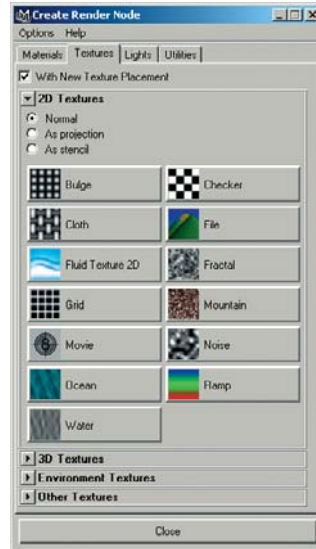 Create Render Node
Options Help
Materials Textures Lights Utilities
With New Texture Placement
2D Textures
Normal
As projection
As stencil
Bulge Checker
Cloth File
Fluid Texture 2D Fractal
Grid Mountain
Movie Noise
Ocean Ramp
Water
3D Textures
Environment Textures
Other Textures
Close